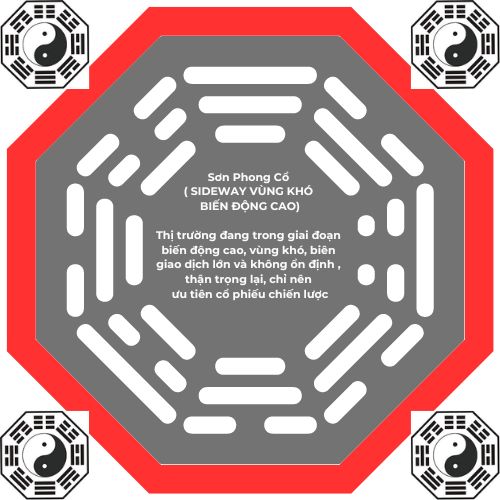 Sơn Phong Cổ
( SIDEWAY VÙNG KHÓ
BIẾN ĐỘNG CAO)
Thị trường đang trong giai đoạn
biến động cao, vùng khó, biên
giao dịch lớn và không ổn định ,
thận trọng lại, chỉ nên
ưu tiên cổ phiếu chiến lược